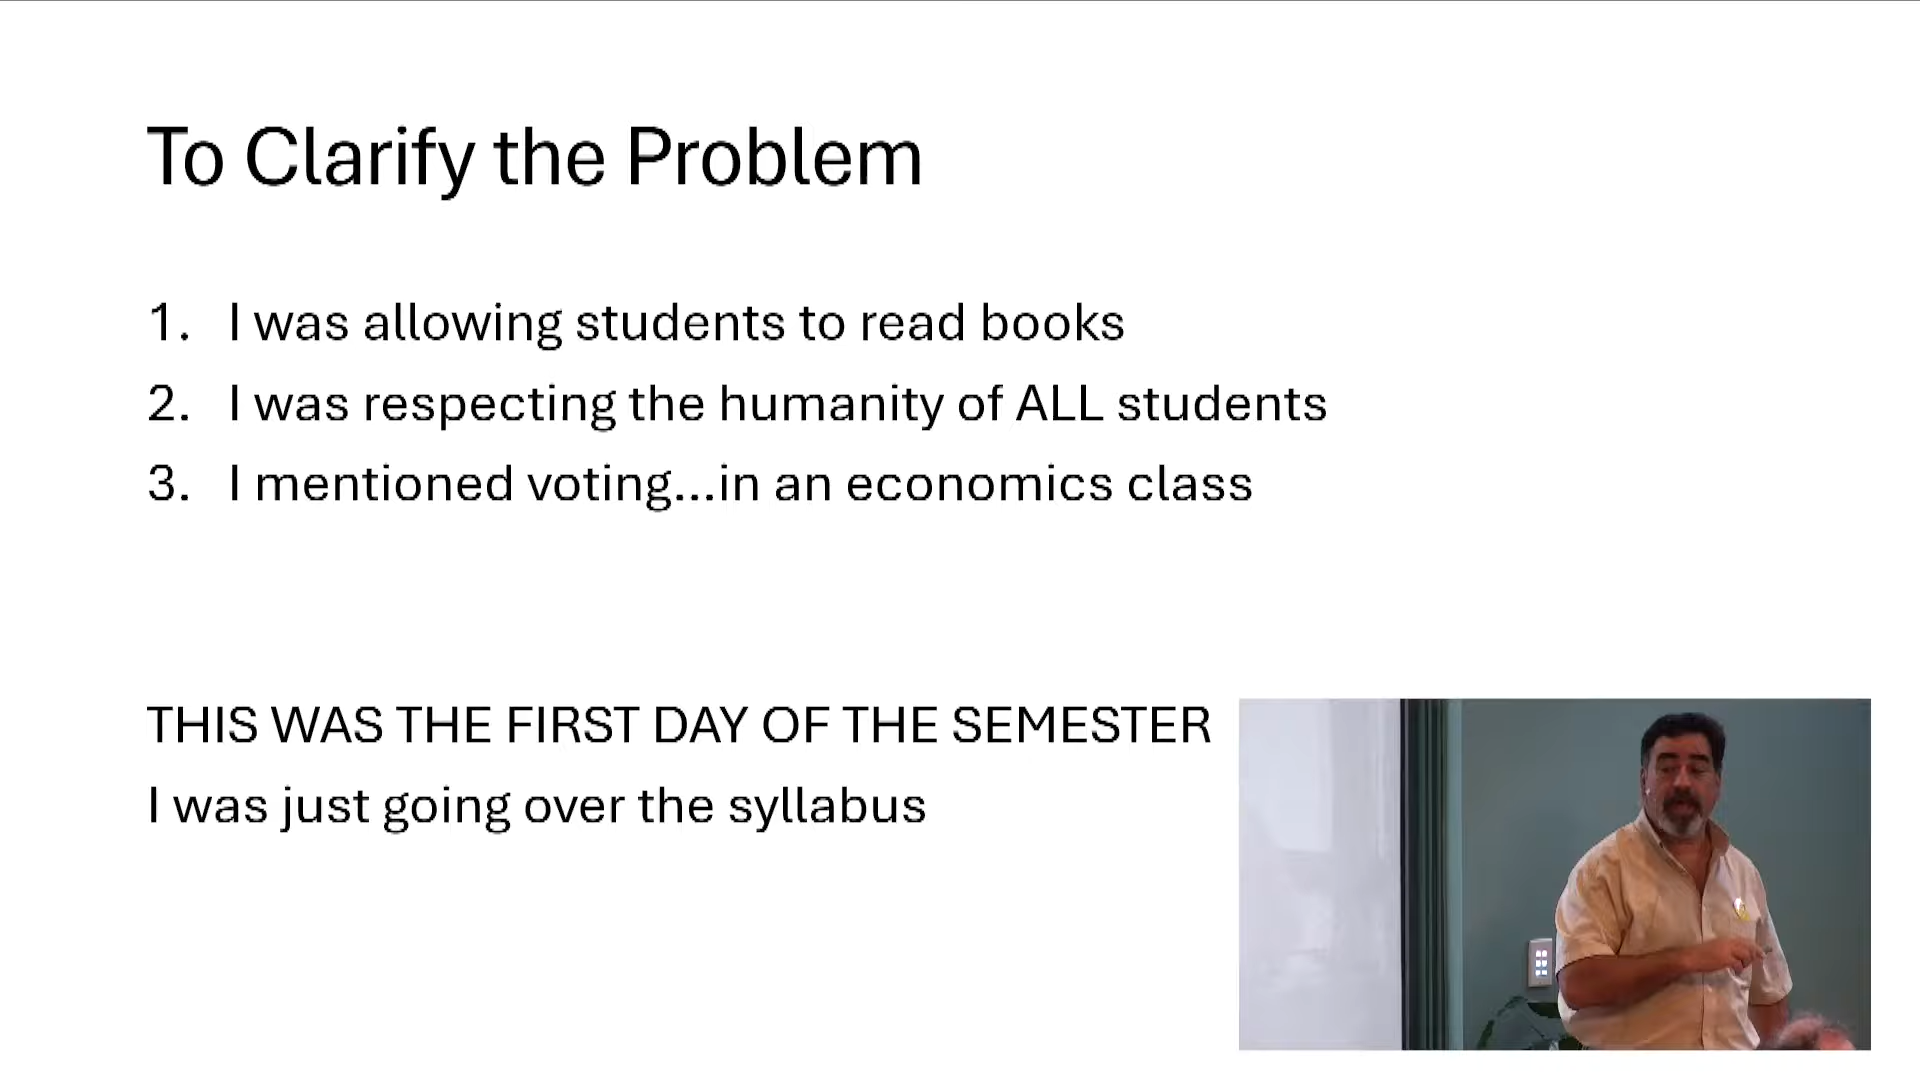 To Clarify the Problem
1. I was allowing students to read books
2. I was respecting the humanity of ALL students
3. I mentioned voting...in an economics class
THIS WAS THE FIRST DAY OF THE SEMESTER
I was just going over the syllabus